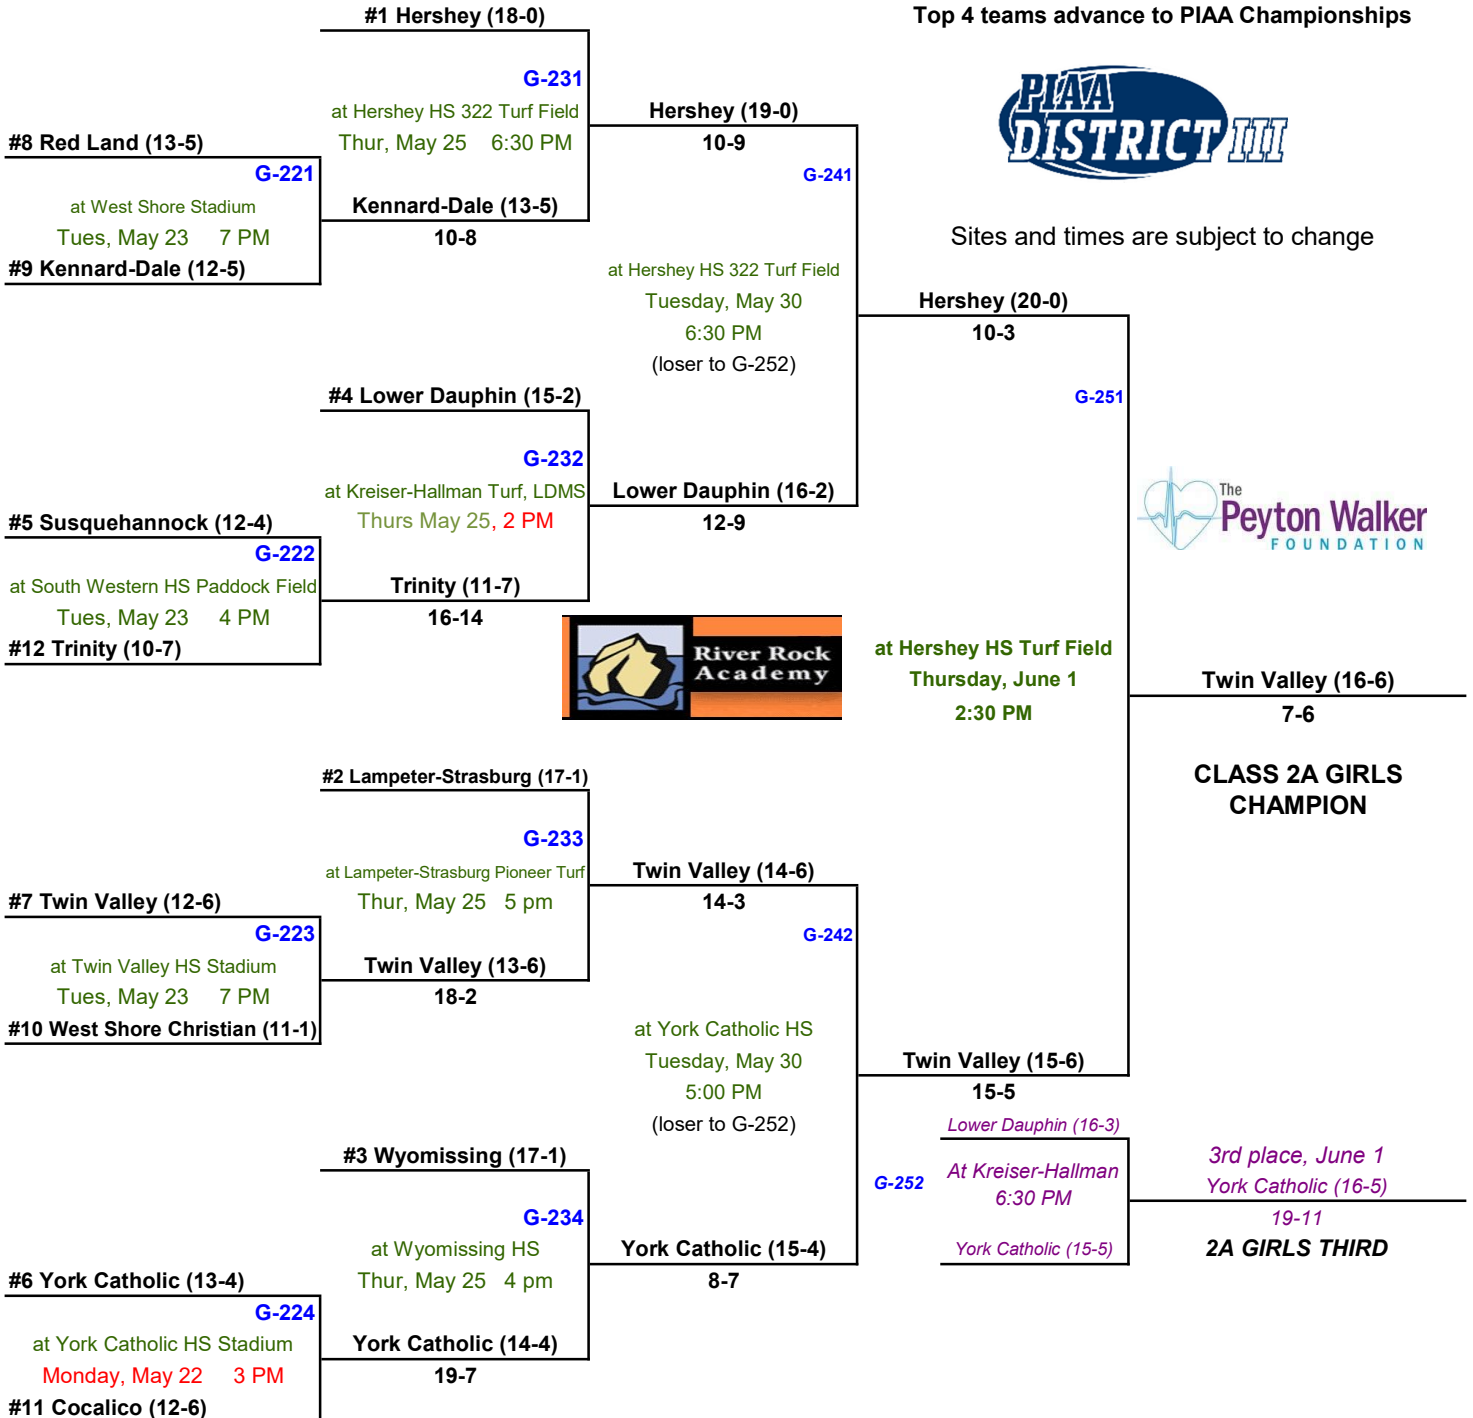 #1 Hershey (18-0)
Top 4 teams advance to PIAA Championships
G-231
at Hershey HS 322 Turf Field
Thur, May 25 6:30 PM
Hershey (19-0)
10-9
PIAA
DISTRICT III
#8 Red Land (13-5)
G-221
at West Shore Stadium
Tues, May 23 7 PM
#9 Kennard-Dale (12-5)
Kennard-Dale (13-5)
10-8
G-241
at Hershey HS 322 Turf Field
Tuesday, May 30
6:30 PM
(loser to G-252)
Sites and times are subject to change
Hershey (20-0)
10-3
G-251
#4 Lower Dauphin (15-2)
G-232
at Kreiser-Hallman Turf, LDMS
Thurs May 25, 2 PM
Lower Dauphin (16-2)
12-9
The
Peyton Walker
FOUNDATION
#5 Susquehannock (12-4)
G-222
at South Western HS Paddock Field
Tues, May 23 4 PM
#12 Trinity (10-7)
Trinity (11-7)
16-14
River Rock
Academy
at Hershey HS Turf Field
Thursday, June 1
2:30 PM
Twin Valley (16-6)
7-6
CLASS 2A GIRLS
CHAMPION
#2 Lampeter-Strasburg (17-1)
G-233
at Lampeter-Strasburg Pioneer Turf
Thur, May 25 5 pm
Twin Valley (14-6)
14-3
#7 Twin Valley (12-6)
G-223
at Twin Valley HS Stadium
Tues, May 23 7 PM
#10 West Shore Christian (11-1)
Twin Valley (13-6)
18-2
G-242
at York Catholic HS
Tuesday, May 30
5:00 PM
(loser to G-252)
Twin Valley (15-6)
15-5
Lower Dauphin (16-3)
G-252
At Kreiser-Hallman
6:30 PM
York Catholic (15-5)
3rd place, June 1
York Catholic (16-5)
19-11
2A GIRLS THIRD
#3 Wyomissing (17-1)
G-234
at Wyomissing HS
Thur, May 25 4 pm
York Catholic (15-4)
8-7
#6 York Catholic (13-4)
G-224
at York Catholic HS Stadium
Monday, May 22 3 PM
#11 Cocalico (12-6)
York Catholic (14-4)
19-7